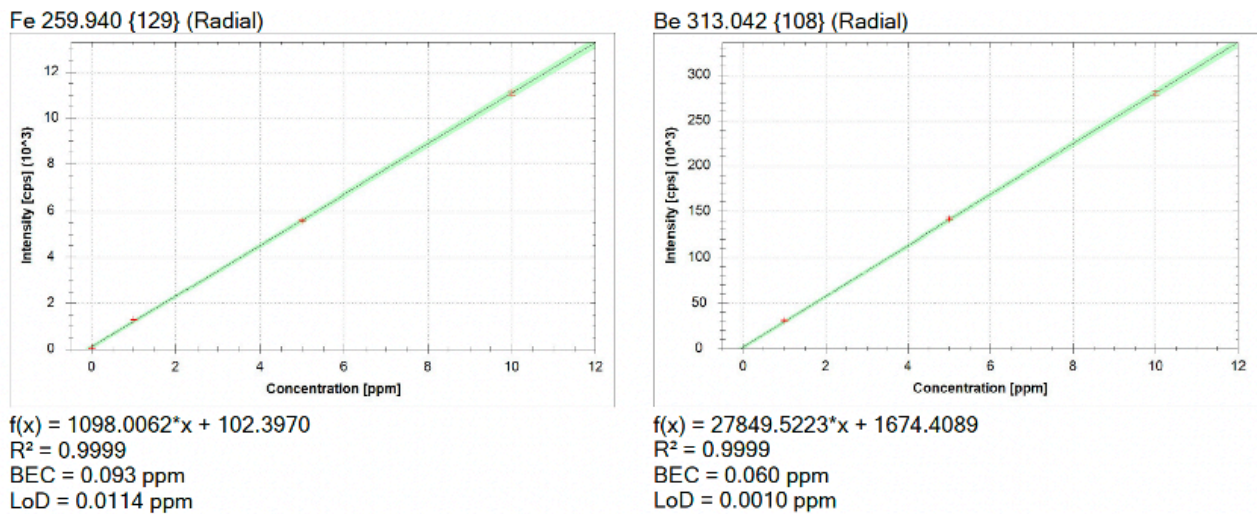 Fe 259.940 {129} (Radial)
Intensity [cps] (10^3)
12
10
8
6
4
2
0
0 2 4 6 8 10 12
Concentration [ppm]
f(x) = 1098.0062*x + 102.3970
R² = 0.9999
BEC = 0.093 ppm
LoD = 0.0114 ppm
Be 313.042 {108} (Radial)
Intensity [cps] (10^3)
300
250
200
150
100
50
0
0 2 4 6 8 10 12
Concentration [ppm]
f(x) = 27849.5223*x + 1674.4089
R² = 0.9999
BEC = 0.060 ppm
LoD = 0.0010 ppm